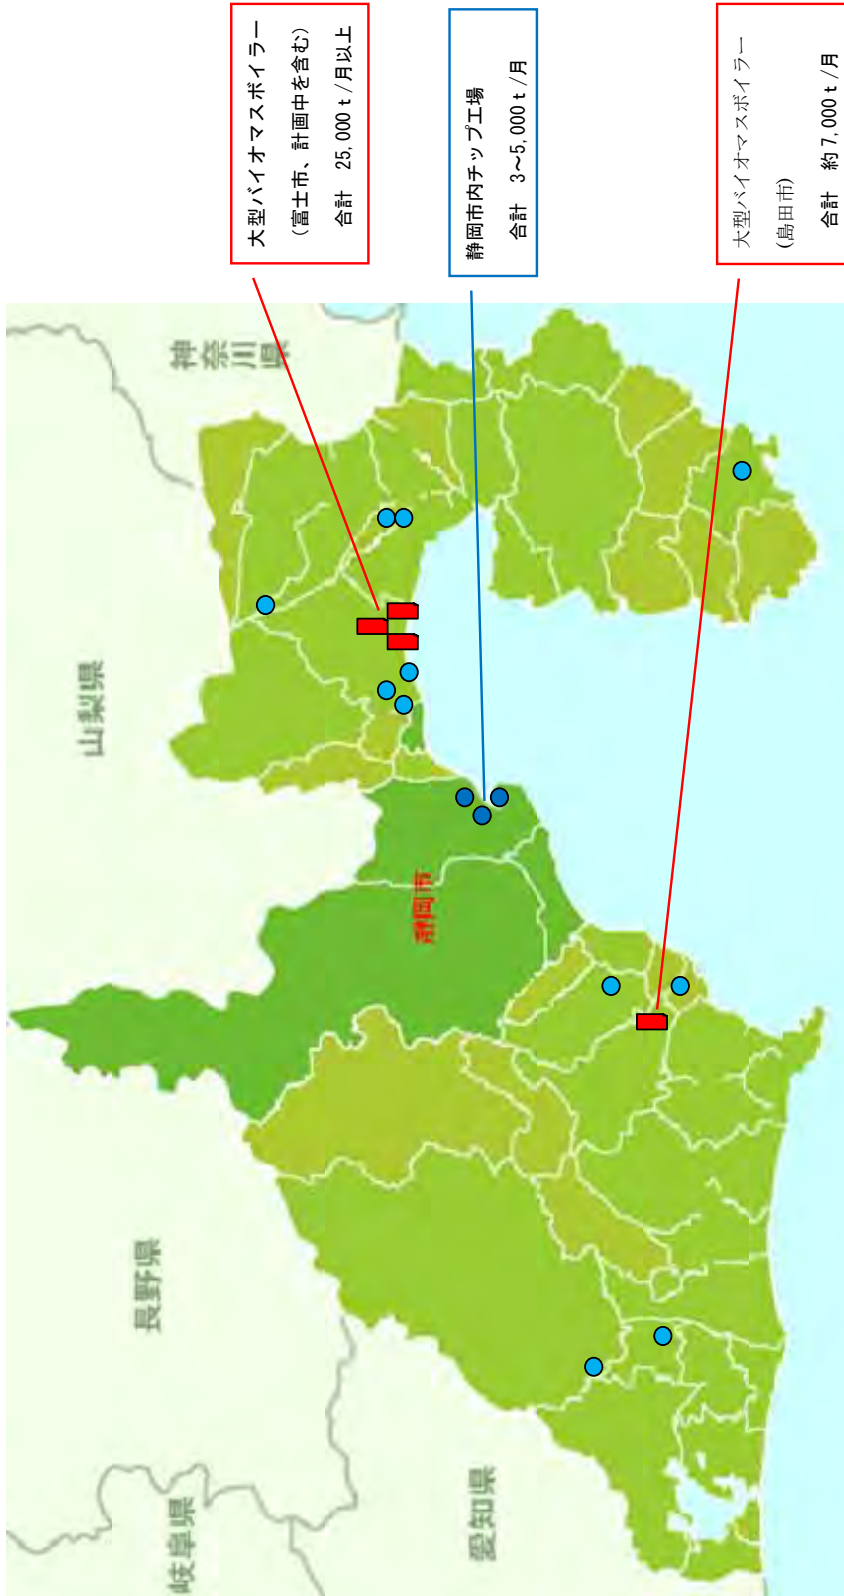 大型バイオマスボイラー
(富士市、計画中を含む)
合計　25,000ｔ/月以上
静岡市内チップ工場
合計　3～5,000ｔ/月
大型バイオマスボイラー
(島田市)
合計　約7,000ｔ/月
神奈川県
山梨県
静岡市
長野県
愛知県
岐阜県